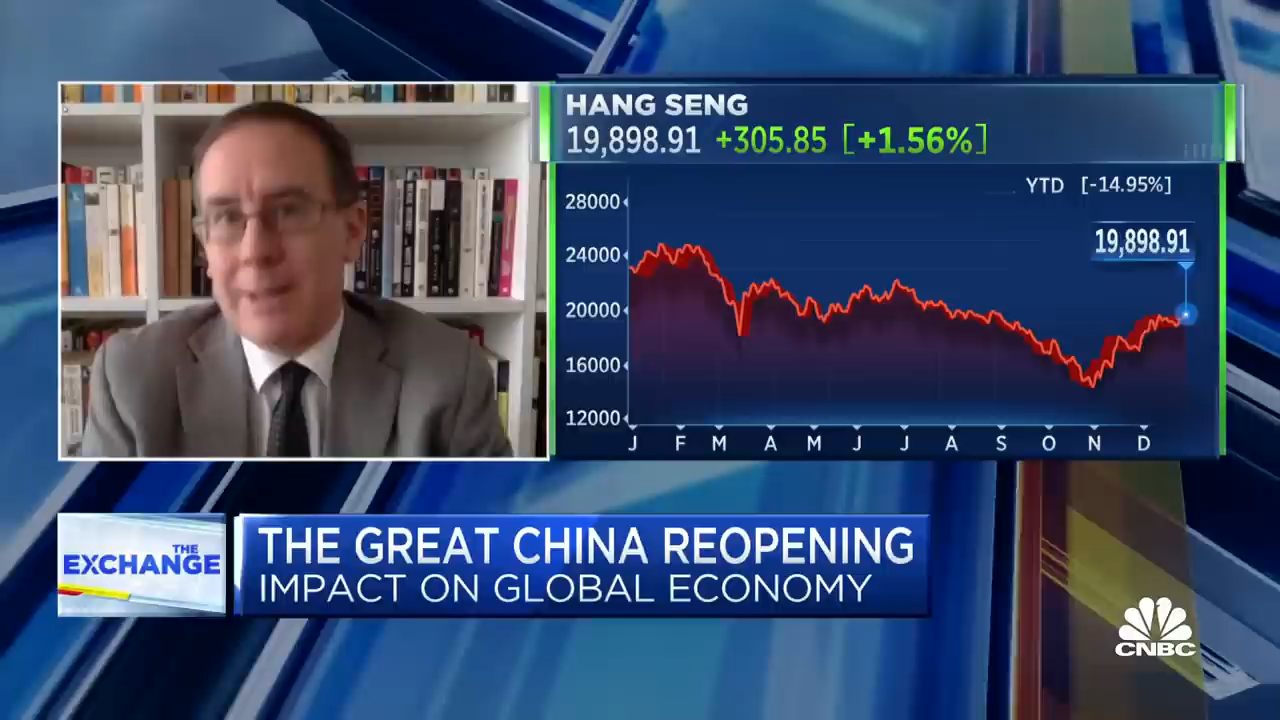 HANG SENG
19,898.91 +305.85 [+1.56%]
YTD [-14.95%]
28000
24000
20000
16000
12000
19,898.91
J F M A M J J A S O N D
THE
EXCHANGE
THE GREAT CHINA REOPENING
IMPACT ON GLOBAL ECONOMY
CNBC